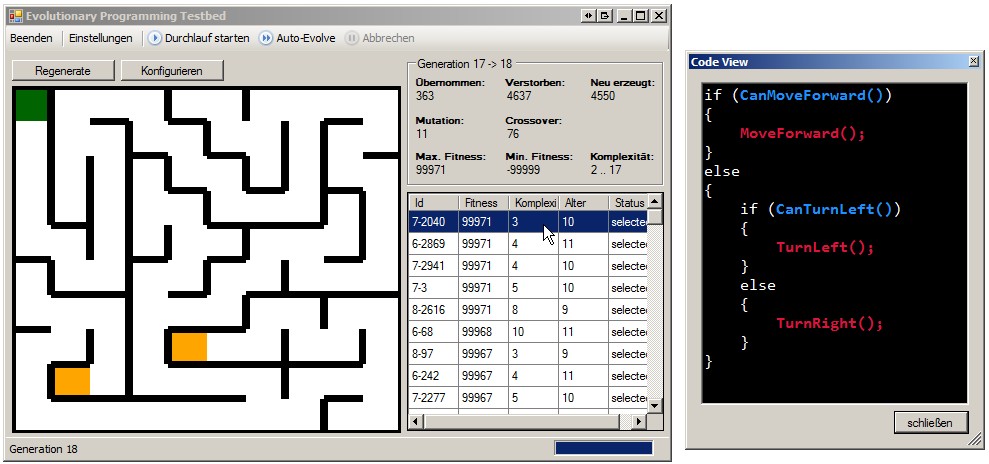 Evolutionary Programming Testbed
Beenden Einstellungen Durchlauf starten Auto-Evolve Abbrechen
Regenerate Konfigurieren
Generation 17 -> 18
Übernommen: Verstorben: Neu erzeugt:
363 4637 4550
Mutation: Crossover:
11 76
Max. Fitness: Min. Fitness: Komplexität:
99971 -99999 2 .. 17
Id Fitness Komplexi Alter Status
7-2040 99971 3 10 selecte
6-2869 99971 4 11 selecte
7-2941 99971 4 10 selecte
7-3 99971 5 10 selecte
8-2616 99971 8 9 selecte
6-68 99968 10 11 selecte
8-97 99967 3 9 selecte
6-242 99967 4 11 selecte
7-2277 99967 5 10 selecte
Generation 18
Code View
if (CanMoveForward())
{
MoveForward();
}
else
{
if (CanTurnLeft())
{
TurnLeft();
}
else
{
TurnRight();
}
}
schließen